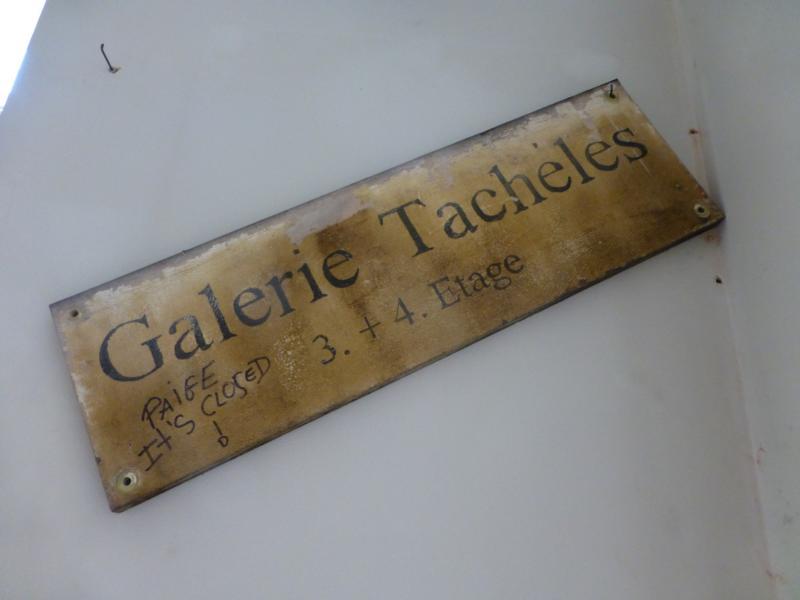 Galerie Tacheles
3. + 4. Etage
PAIGE
It'S CLOSED
!